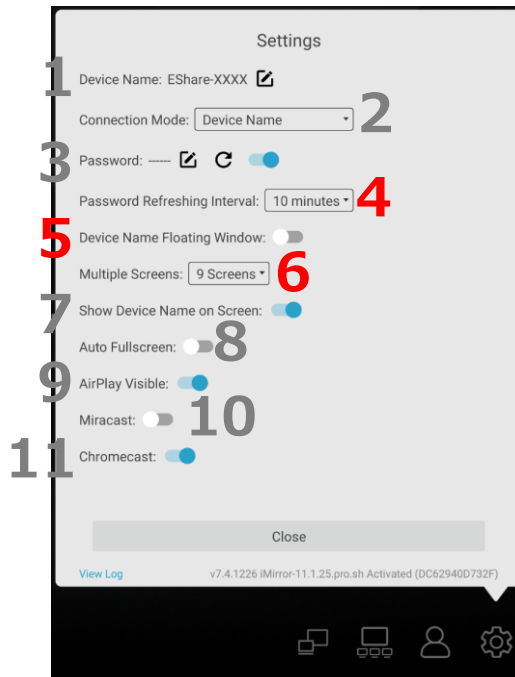 Settings
1 Device Name: EShare-XXXX
Connection Mode: Device Name 2
3 Password: -----
Password Refreshing Interval: 10 minutes 4
5 Device Name Floating Window:
Multiple Screens: 9 Screens 6
7 Show Device Name on Screen:
Auto Fullscreen: 8
9 AirPlay Visible:
Miracast: 10
11 Chromecast:
Close
View Log v7.4.1226 iMirror-11.1.25.pro.sh Activated (DC62940D732F)